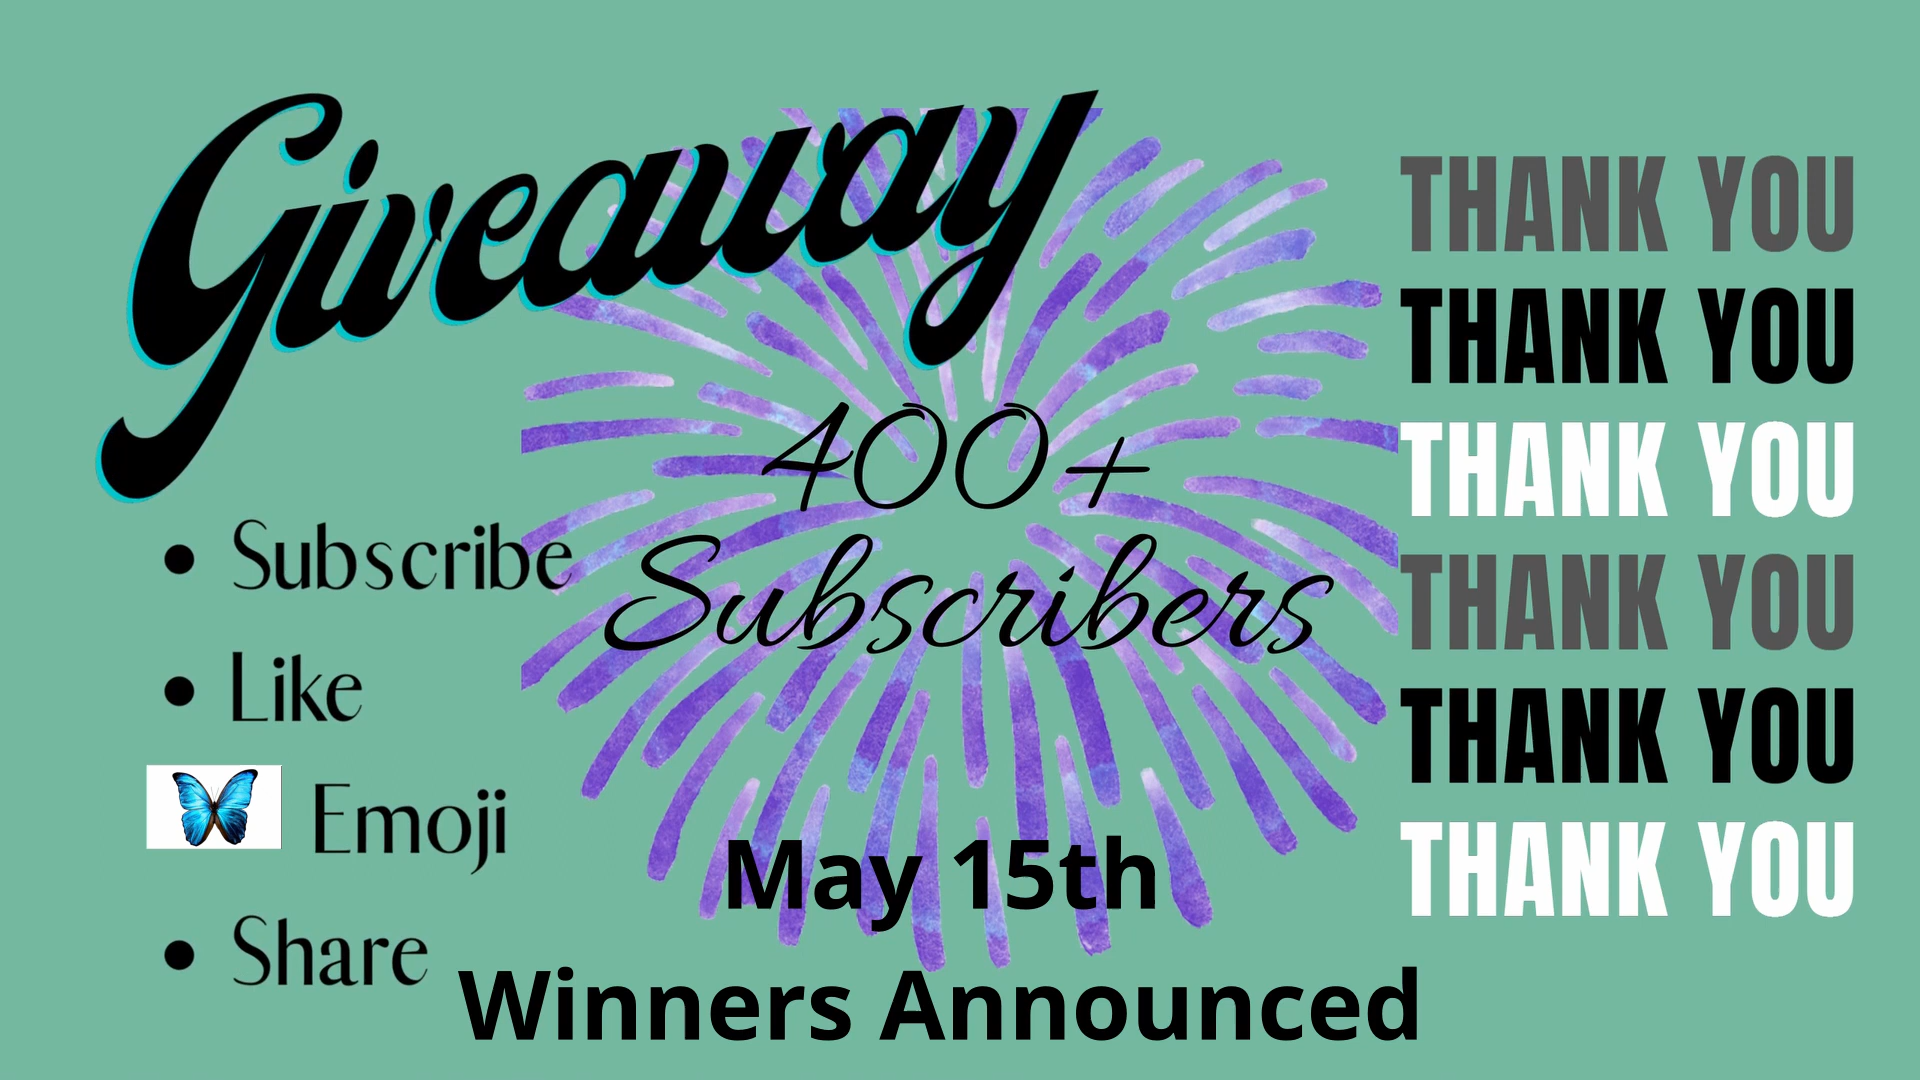 Giveaway
400+
Subscribers
• Subscribe
• Like
Emoji
• Share
May 15th
Winners Announced
THANK YOU
THANK YOU
THANK YOU
THANK YOU
THANK YOU
THANK YOU